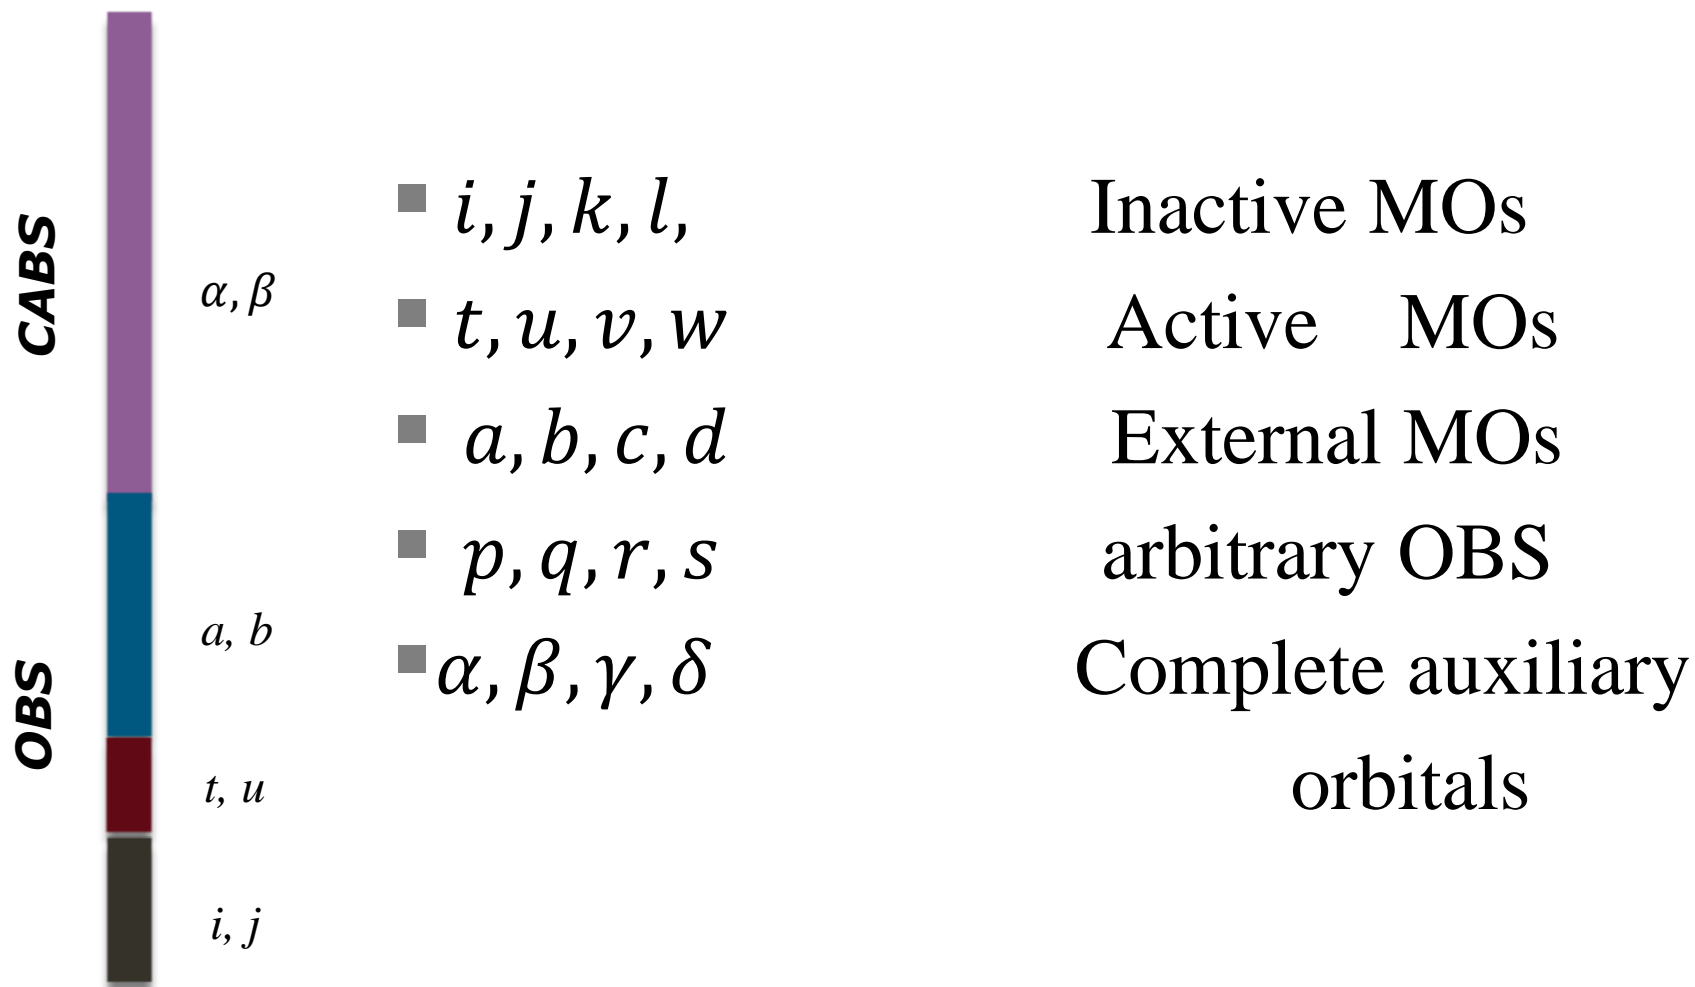 CABS
OBS
α, β
a, b
t, u
i, j
i, j, k, l, Inactive MOs
t, u, v, w Active MOs
a, b, c, d External MOs
p, q, r, s arbitrary OBS
α, β, γ, δ Complete auxiliary
orbitals